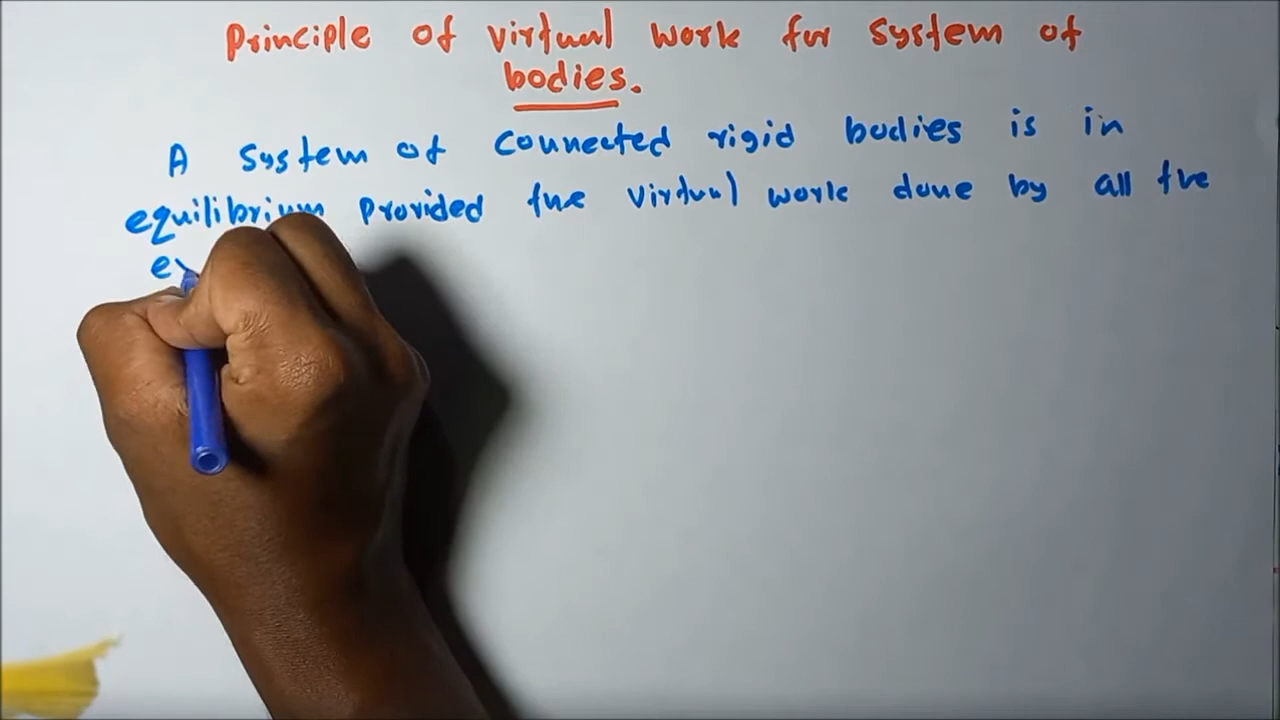 Principle of virtual work for system of
bodies.
A system of connected rigid bodies is in
equilibrium provided the virtual work done by all the
ex